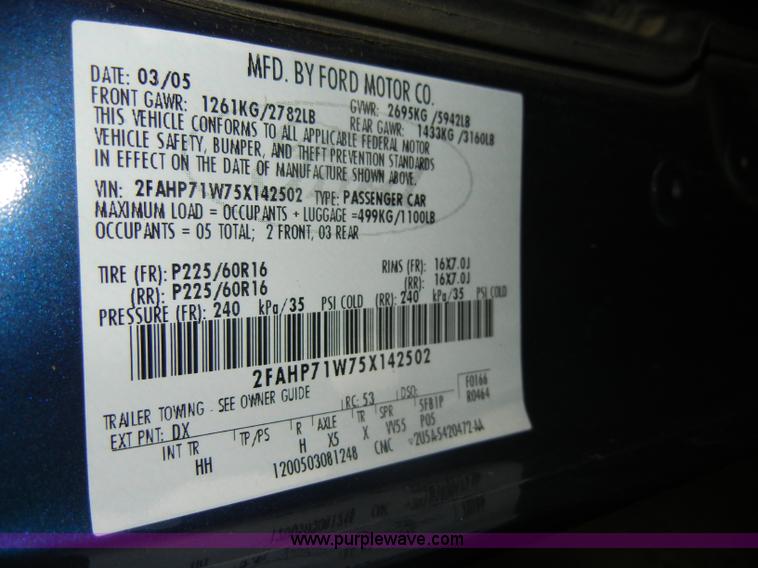 MFD. BY FORD MOTOR CO.
DATE: 03/05 GVWR: 2695KG /5942LB
FRONT GAWR: 1261KG/2782LB REAR GAWR: 1433KG /3160LB
THIS VEHICLE CONFORMS TO ALL APPLICABLE FEDERAL MOTOR
VEHICLE SAFETY, BUMPER, AND THEFT PREVENTION STANDARDS
IN EFFECT ON THE DATE OF MANUFACTURE SHOWN ABOVE.
VIN: 2FAHP71W75X142502 TYPE: PASSENGER CAR
MAXIMUM LOAD = OCCUPANTS + LUGGAGE =499KG/1100LB
OCCUPANTS = 05 TOTAL; 2 FRONT, 03 REAR
TIRE (FR): P225/60R16 RIMS (FR): 16X7.0J
(RR): P225/60R16 (RR): 16X7.0J
PRESSURE (FR): 240 kPa/35 PSI COLD (RR): 240 kPa/35 PSI COLD
2FAHP71W75X142502
F0166
TRAILER TOWING - SEE OWNER GUIDE RC: 53 DSO: R0464
EXT PNT: DX
INT TR TP/PS R AXLE TR SPR SFB1P
HH H X5 X VV55 P05
1200503081248 CMC 2U5A-5420472-AA
www.purplewave.com